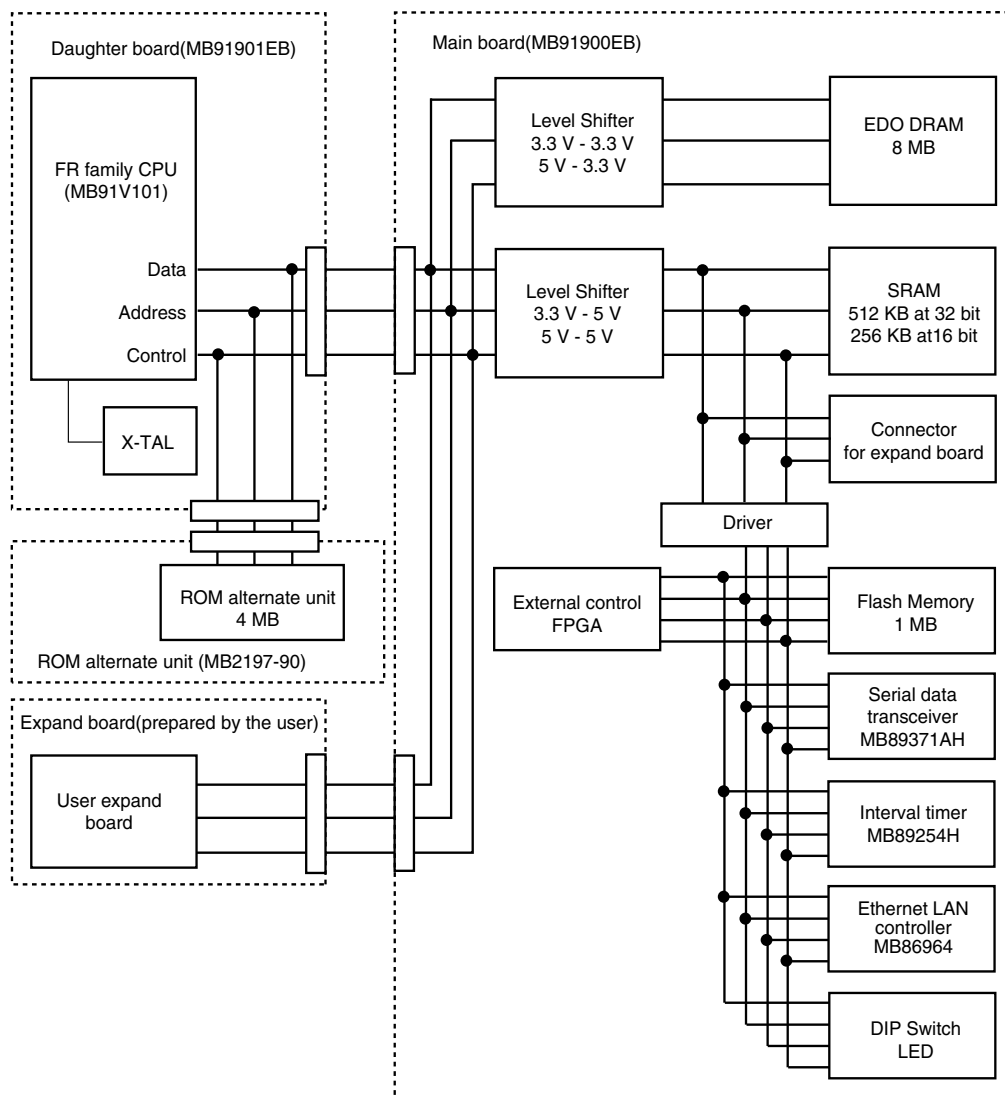 Daughter board(MB91901EB)
FR family CPU
(MB91V101)
Data
Address
Control
X-TAL
ROM alternate unit
4 MB
ROM alternate unit (MB2197-90)
Expand board(prepared by the user)
User expand
board
Main board(MB91900EB)
Level Shifter
3.3 V - 3.3 V
5 V - 3.3 V
EDO DRAM
8 MB
Level Shifter
3.3 V - 5 V
5 V - 5 V
SRAM
512 KB at 32 bit
256 KB at16 bit
Connector
for expand board
Driver
External control
FPGA
Flash Memory
1 MB
Serial data
transceiver
MB89371AH
Interval timer
MB89254H
Ethernet LAN
controller
MB86964
DIP Switch
LED